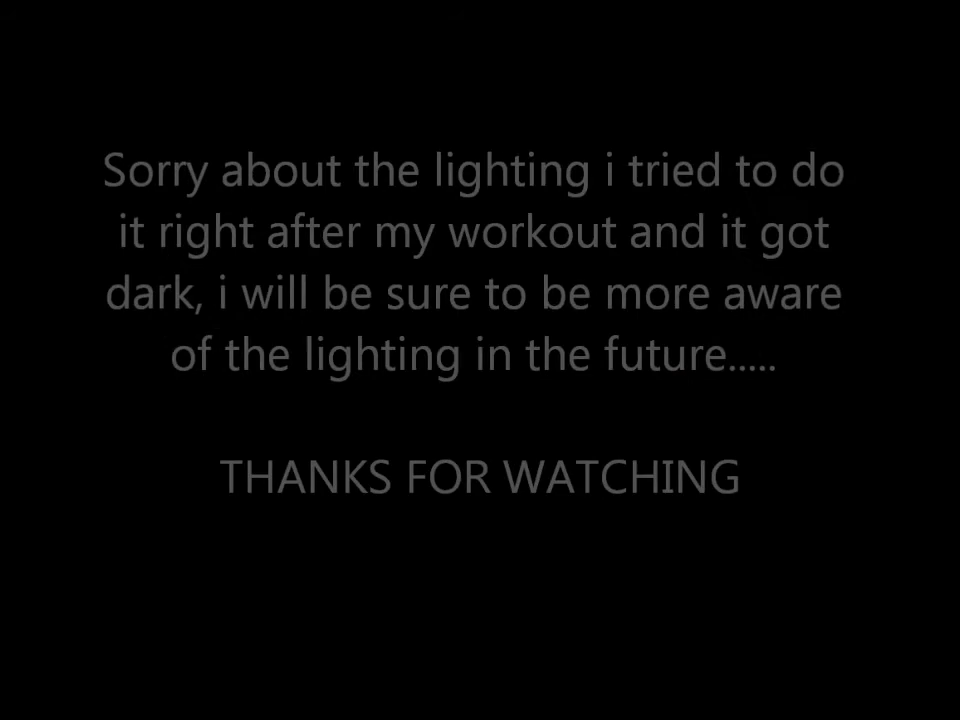 Sorry about the lighting i tried to do
it right after my workout and it got
dark, i will be sure to be more aware
of the lighting in the future.....
THANKS FOR WATCHING